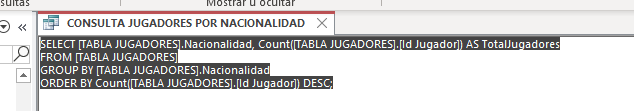 Mostrar u ocultar
CONSULTA JUGADORES POR NACIONALIDAD
SELECT [TABLA JUGADORES].Nacionalidad, Count([TABLA JUGADORES].[Id Jugador]) AS TotalJugadores
FROM [TABLA JUGADORES]
GROUP BY [TABLA JUGADORES].Nacionalidad
ORDER BY Count([TABLA JUGADORES].[Id Jugador]) DESC;